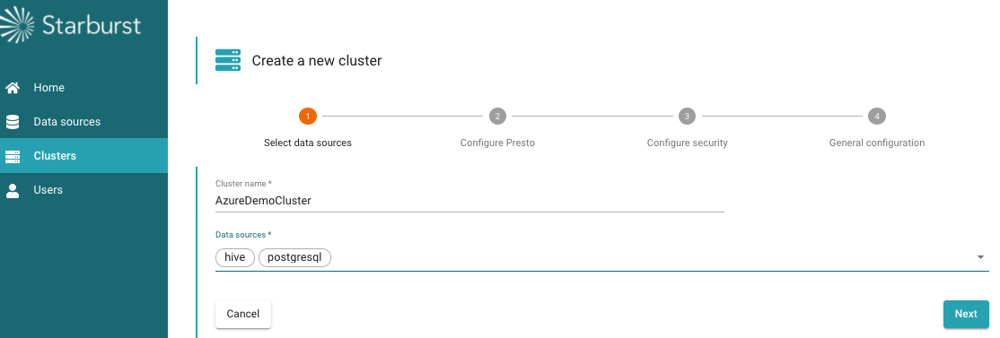 Starburst
Home
Data sources
Clusters
Users
Create a new cluster
1 2 3 4
Select data sources Configure Presto Configure security General configuration
Cluster name *
AzureDemoCluster
Data sources *
hive postgresql
Cancel Next